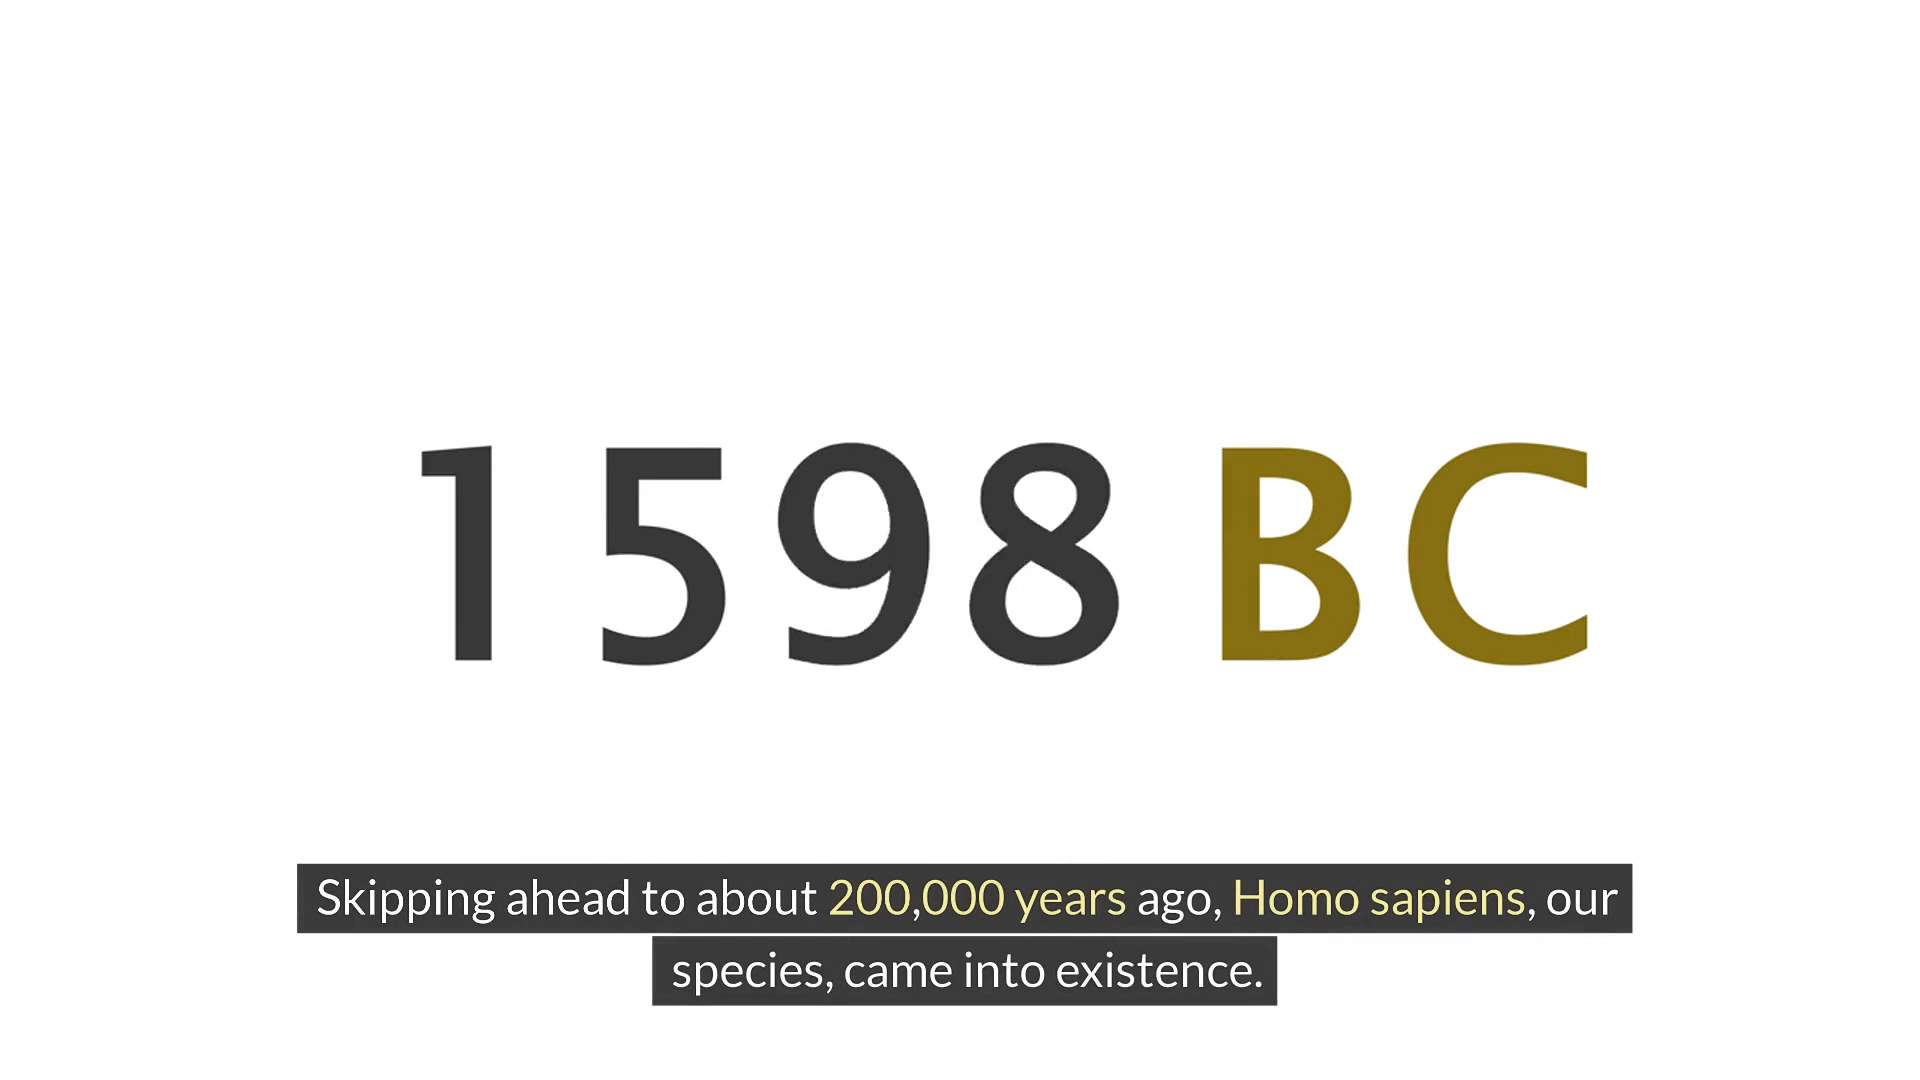 1598 BC
Skipping ahead to about 200,000 years ago, Homo sapiens, our
species, came into existence.